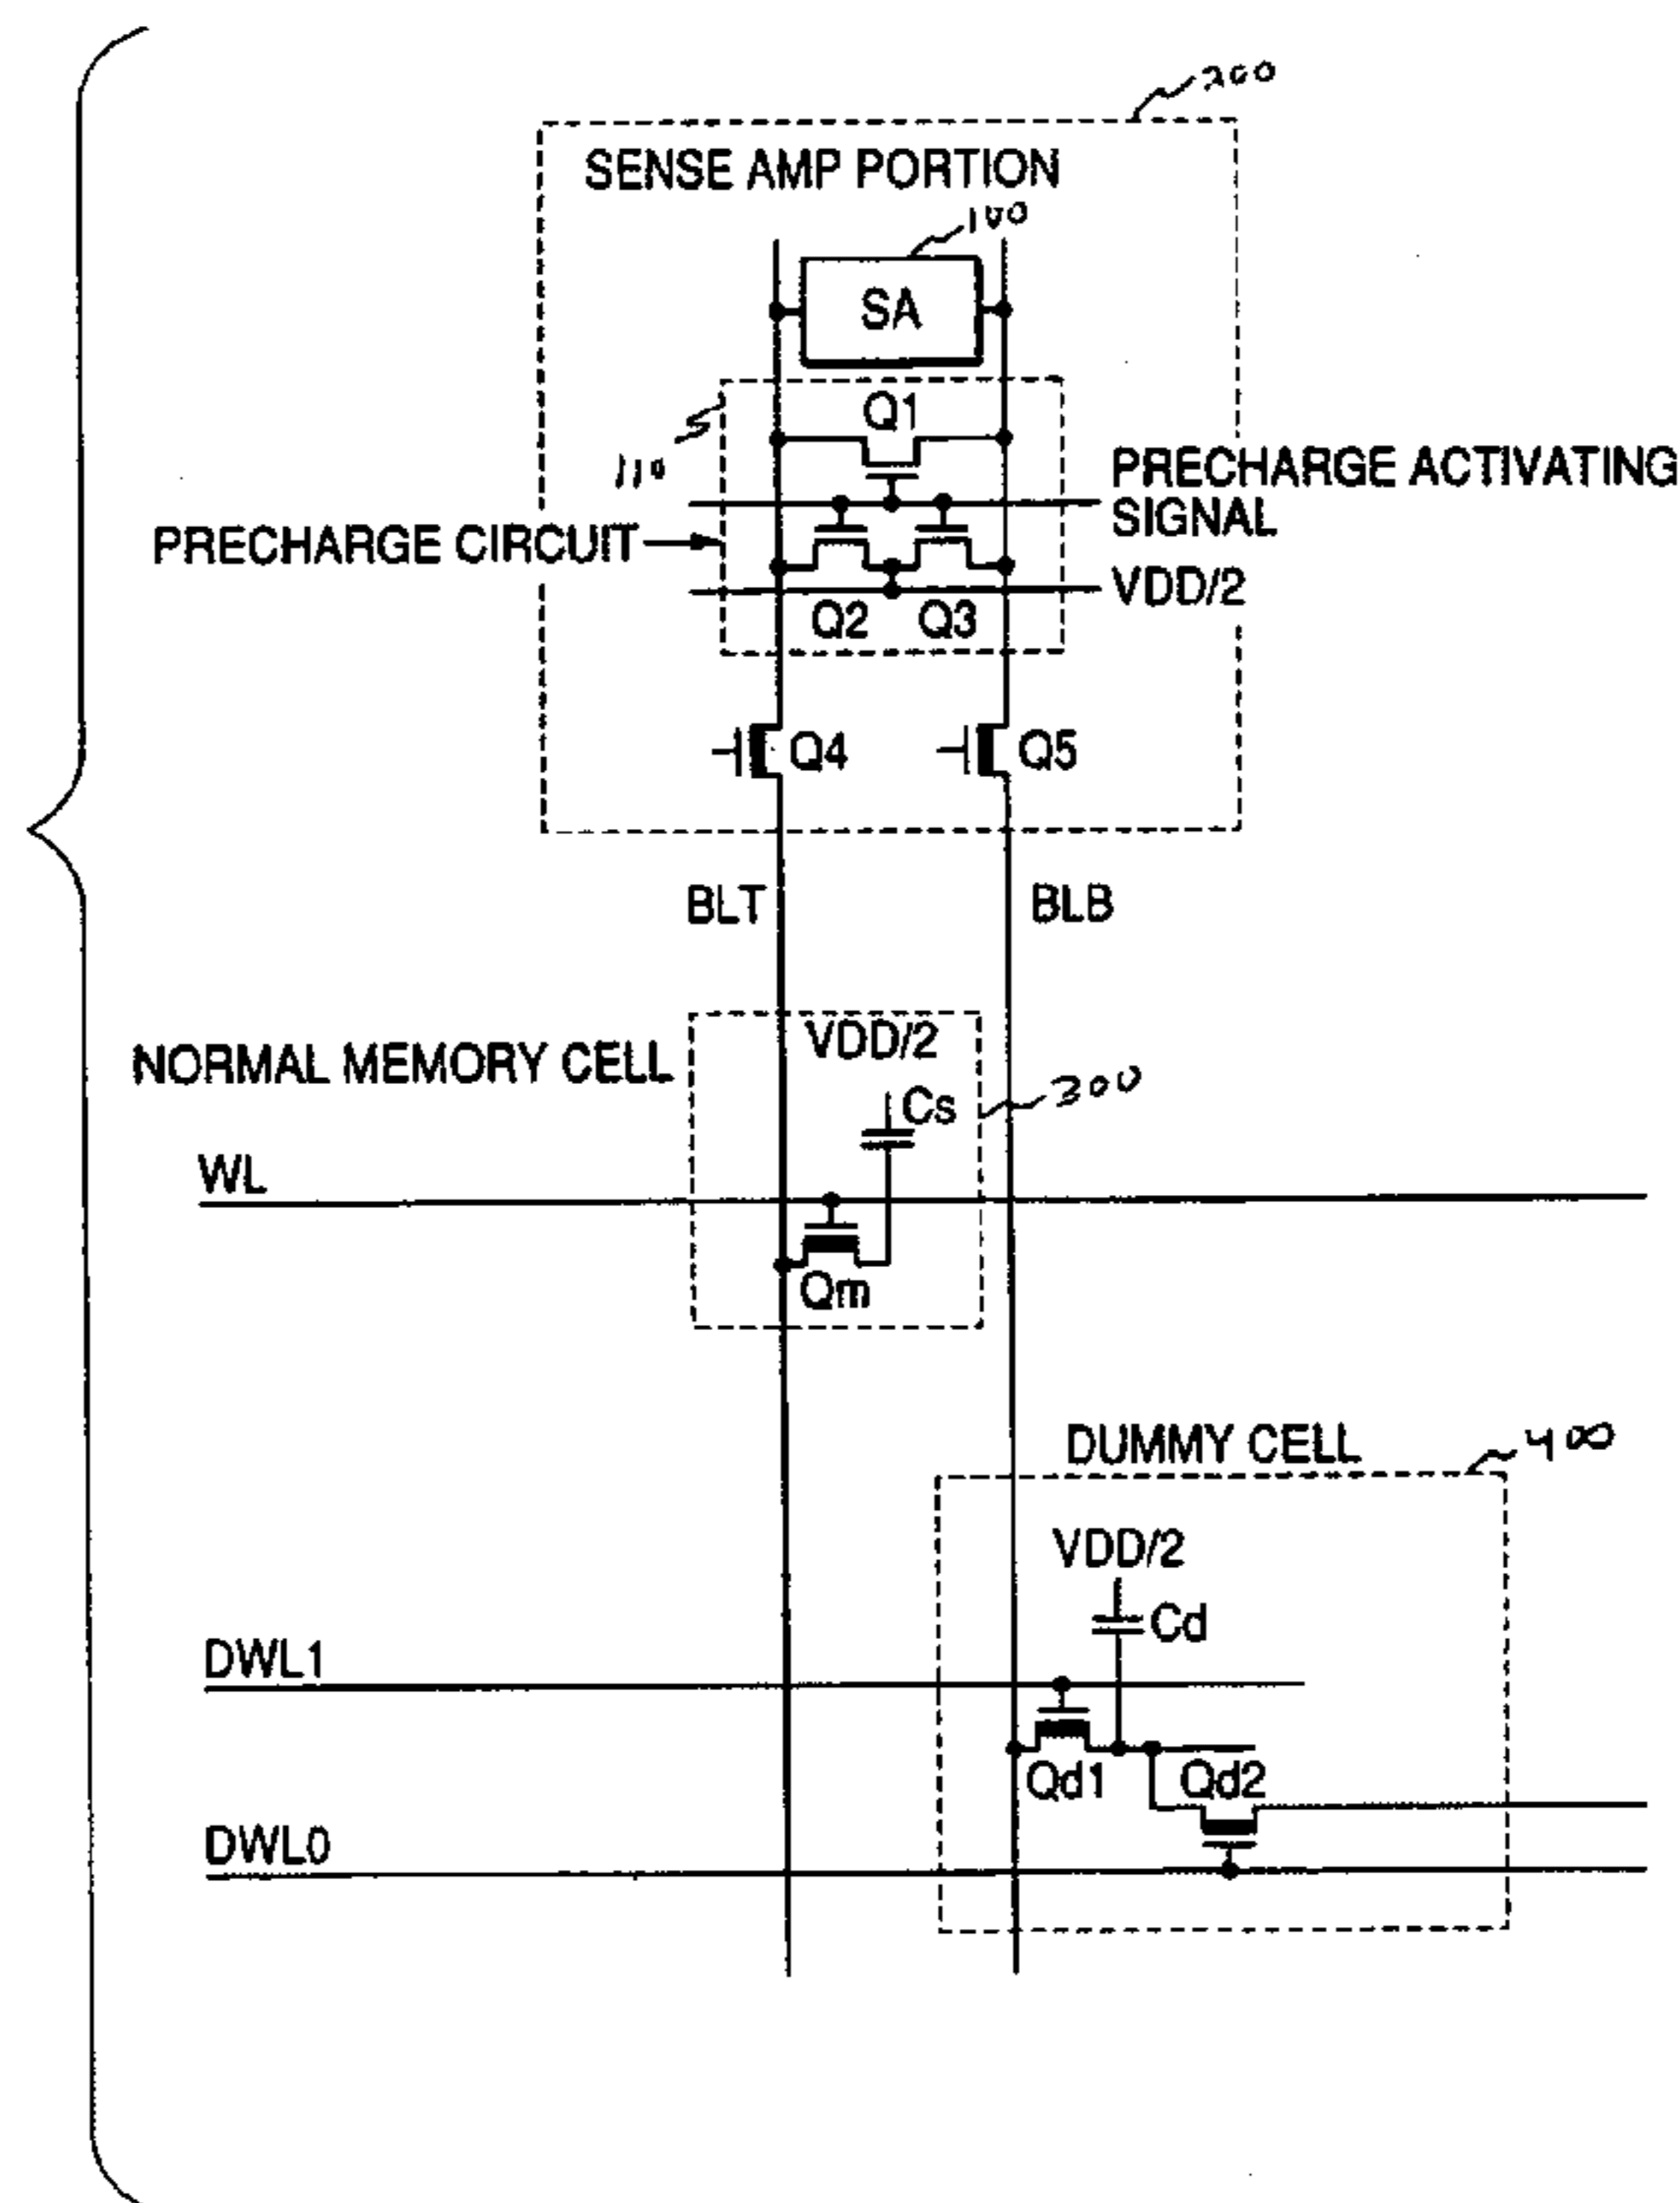 200
SENSE AMP PORTION
100
SA
Q1
110
PRECHARGE ACTIVATING
SIGNAL
PRECHARGE CIRCUIT
VDD/2
Q2
Q3
Q4
Q5
BLT
BLB
VDD/2
NORMAL MEMORY CELL
Cs
300
WL
Qm
DUMMY CELL
400
VDD/2
Cd
DWL1
Qd1
Qd2
DWL0